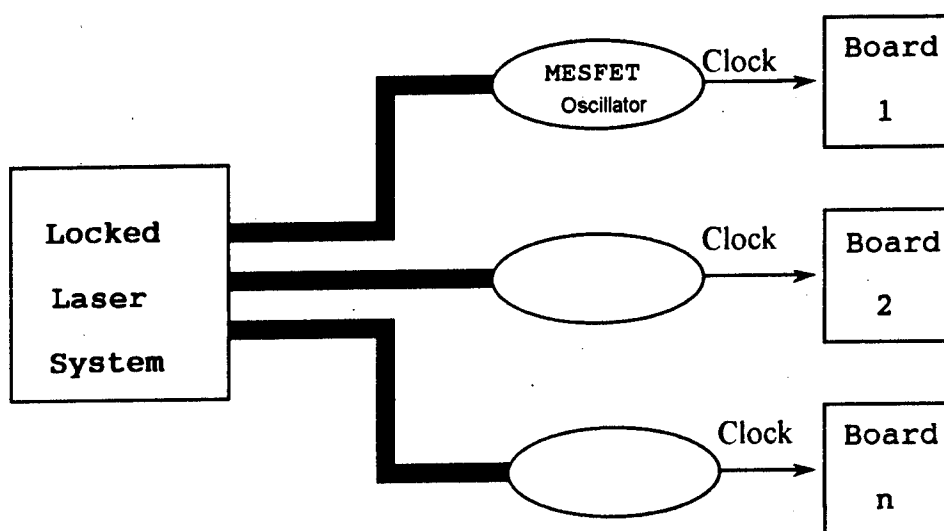 MESFET
Oscillator
Clock
Board
1
Locked
Laser
System
Clock
Board
2
Clock
Board
n